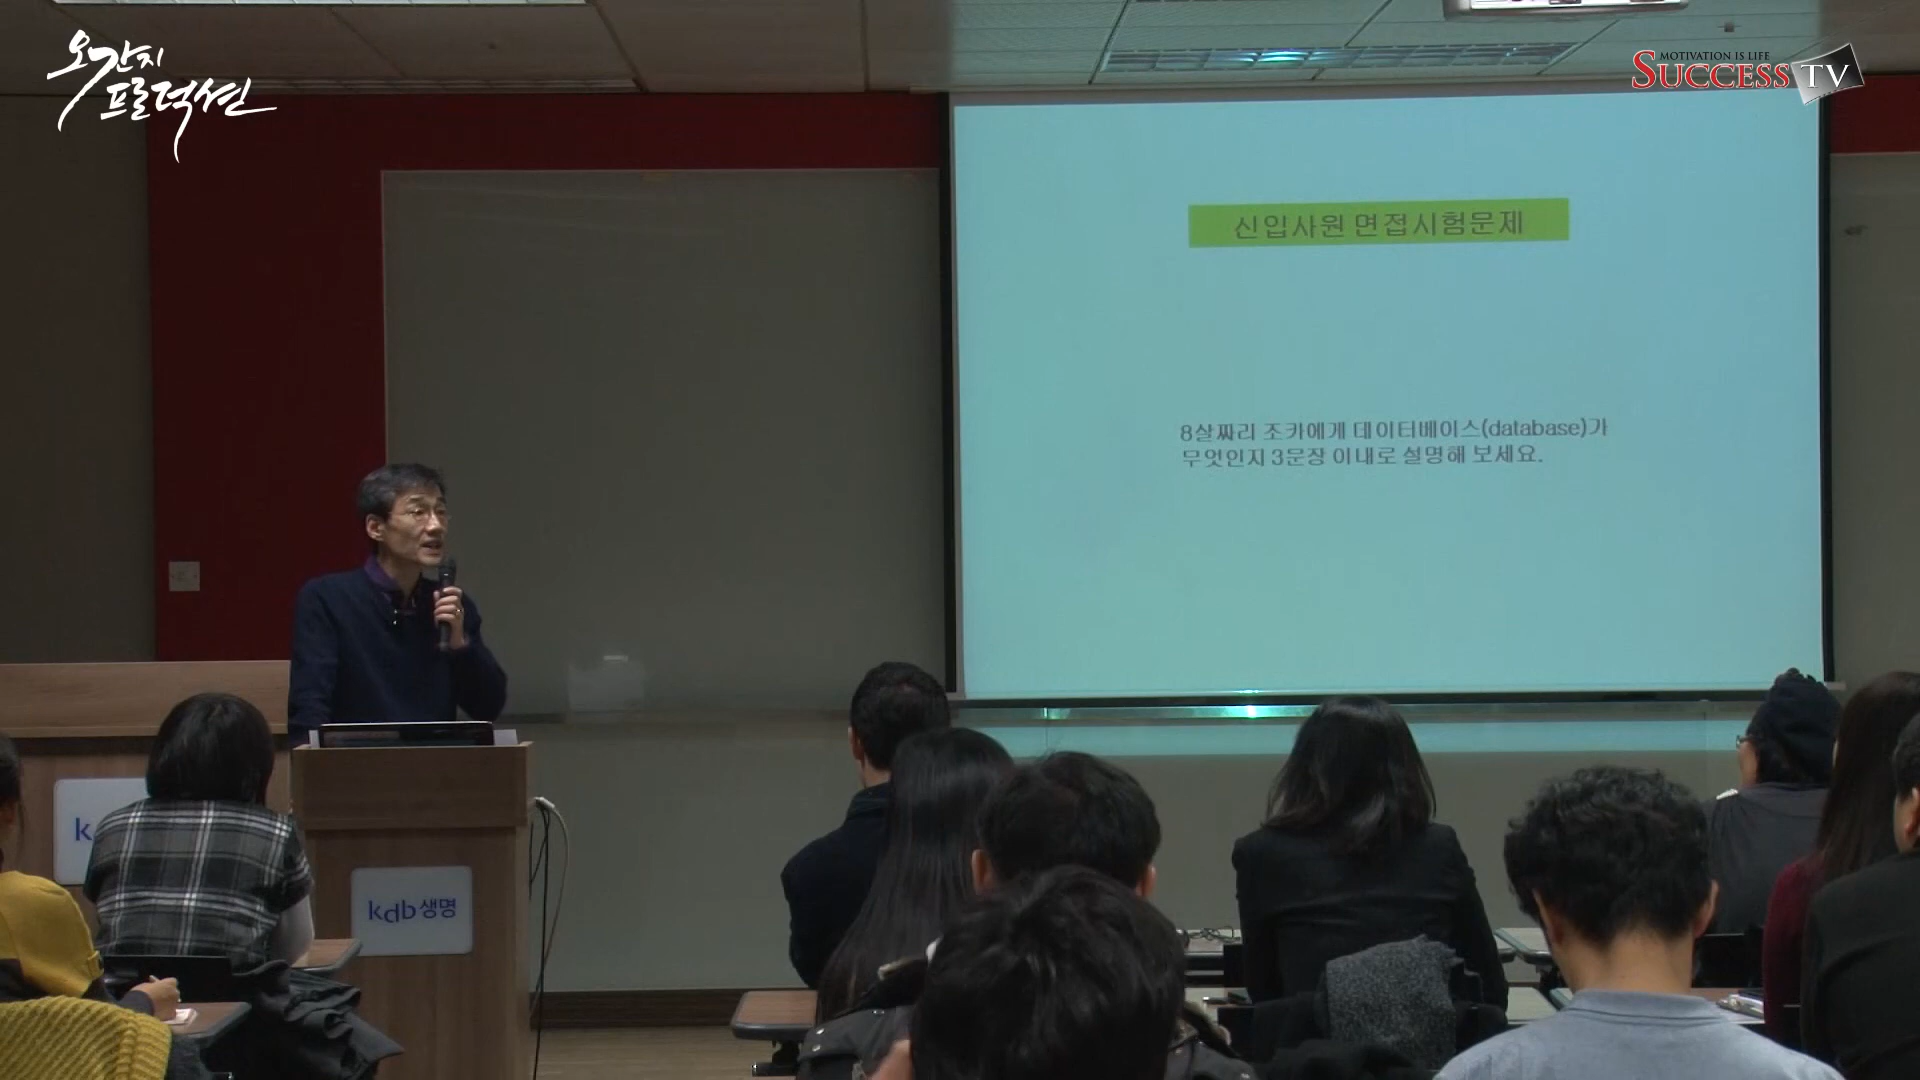 오간지
프로덕션
MOTIVATION IS LIFE
SUCCESS TV
신입사원 면접시험문제
8살짜리 조카에게 데이터베이스(database)가
무엇인지 3문장 이내로 설명해 보세요.
k
kdb생명